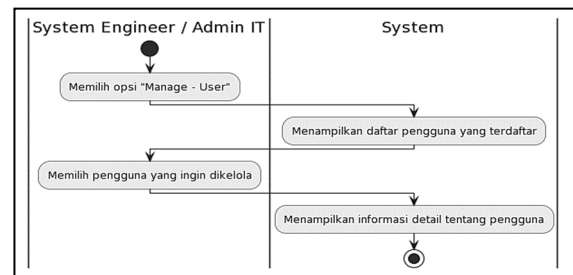 System Engineer / Admin IT
System
Memilih opsi "Manage - User"
Menampilkan daftar pengguna yang terdaftar
Memilih pengguna yang ingin dikelola
Menampilkan informasi detail tentang pengguna